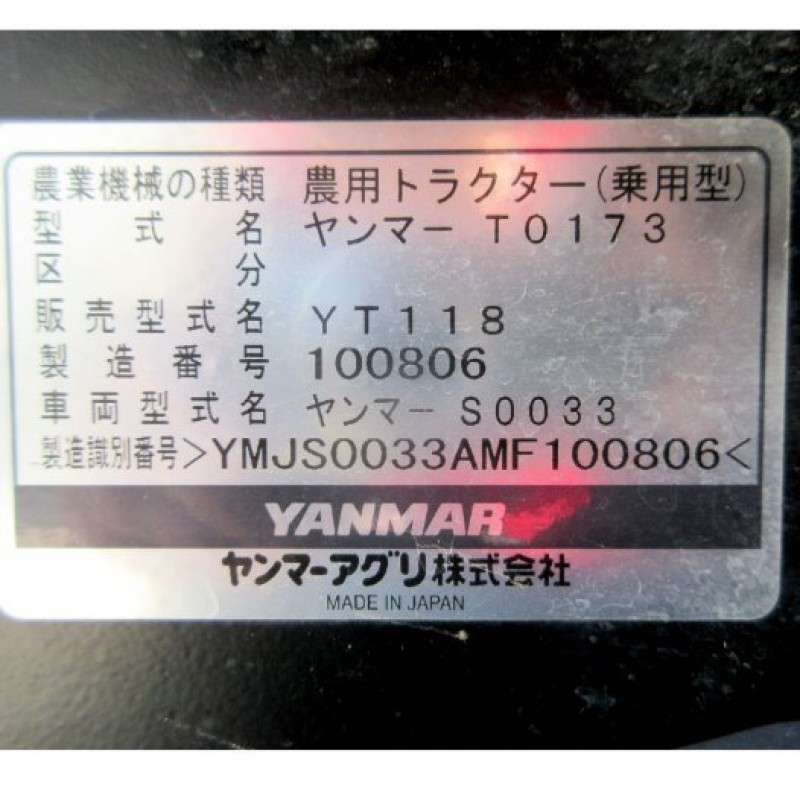 農業機械の種類 農用トラクター(乗用型)
型式名 ヤンマー T0173
区分
販売型式名 YT118
製造番号 100806
車両型式名 ヤンマー S0033
製造識別番号 >YMJS0033AMF100806<
YANMAR
ヤンマーアグリ株式会社
MADE IN JAPAN